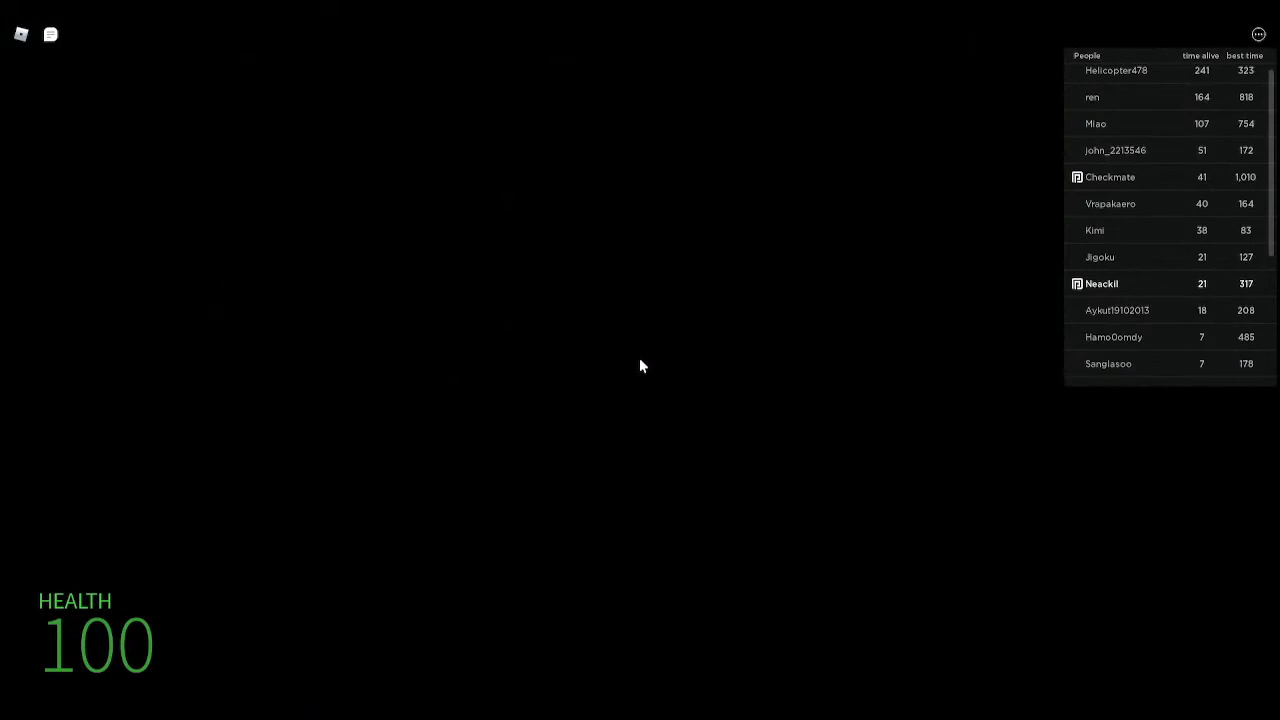 People time alive best time
Helicopter478 241 323
ren 164 818
Miao 107 754
john_2213546 51 172
Checkmate 41 1,010
Vrapakaero 40 164
Kimi 38 83
Jigoku 21 127
Neackil 21 317
Aykut19102013 18 208
Hamo0omdy 7 485
Sanglasoo 7 178
HEALTH
100